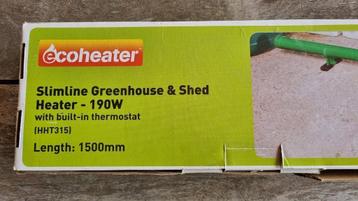 ecoheater
Slimline Greenhouse & Shed
Heater - 190W
with built-in thermostat
(HHT315)
Length: 1500mm